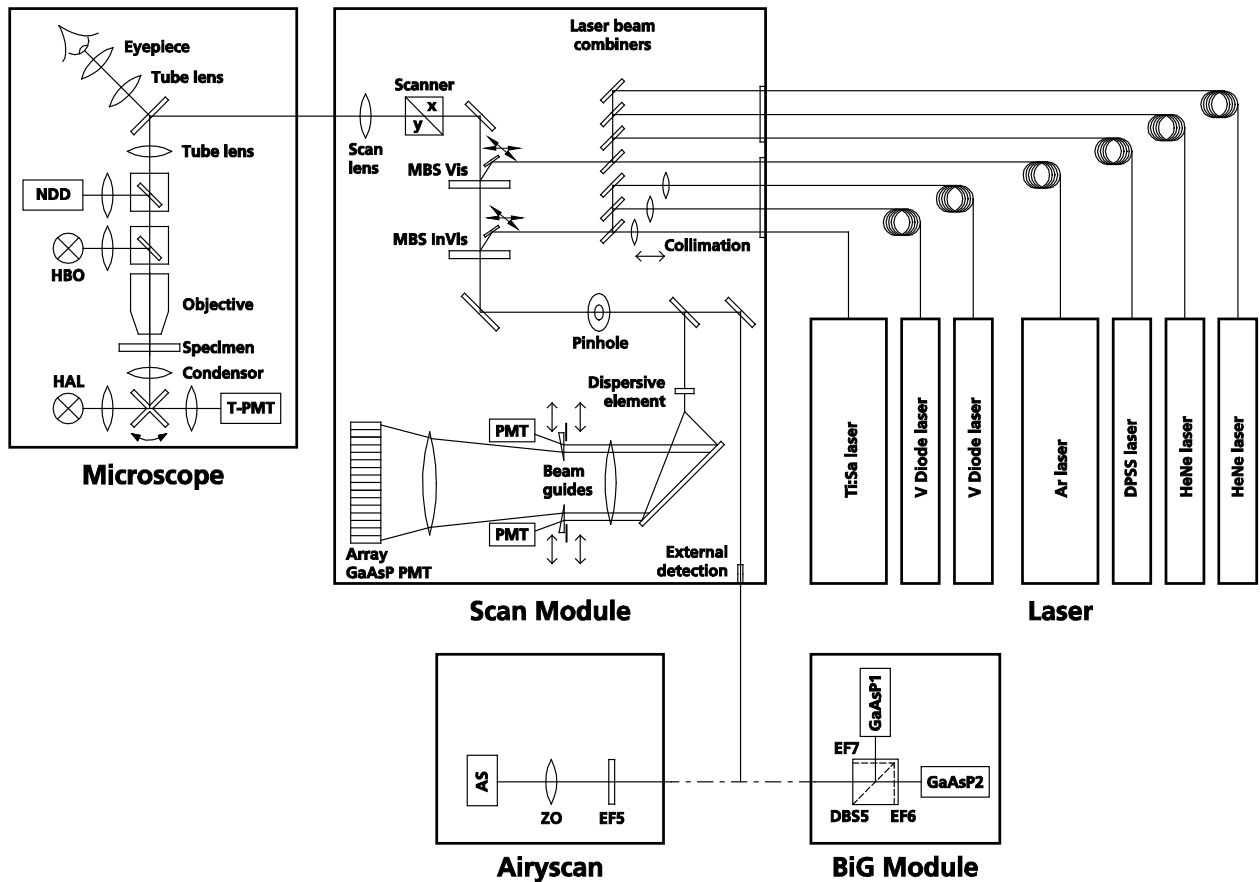 Eyepiece
Tube lens
Tube lens
NDD
HBO
Objective
Specimen
Condensor
HAL
T-PMT
Microscope
Laser beam
combiners
Scanner
x
y
Scan
lens
MBS Vis
MBS InVIs
Collimation
Pinhole
Dispersive
element
PMT
Beam
guides
PMT
Array
GaAsP PMT
External
detection
Scan Module
Ti:Sa laser
V Diode laser
V Diode laser
Ar laser
DPSS laser
HeNe laser
HeNe laser
Laser
AS
ZO
EF5
Airyscan
GaAsP1
EF7
GaAsP2
DBS5
EF6
BiG Module